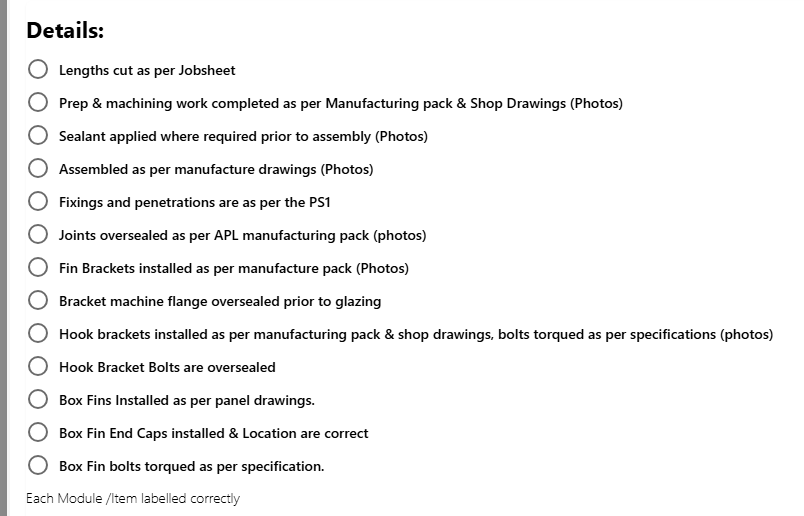 Details:
Lengths cut as per Jobsheet
Prep & machining work completed as per Manufacturing pack & Shop Drawings (Photos)
Sealant applied where required prior to assembly (Photos)
Assembled as per manufacture drawings (Photos)
Fixings and penetrations are as per the PS1
Joints oversealed as per APL manufacturing pack (photos)
Fin Brackets installed as per manufacture pack (Photos)
Bracket machine flange oversealed prior to glazing
Hook brackets installed as per manufacturing pack & shop drawings, bolts torqued as per specifications (photos)
Hook Bracket Bolts are oversealed
Box Fins Installed as per panel drawings.
Box Fin End Caps installed & Location are correct
Box Fin bolts torqued as per specification.
Each Module /Item labelled correctly